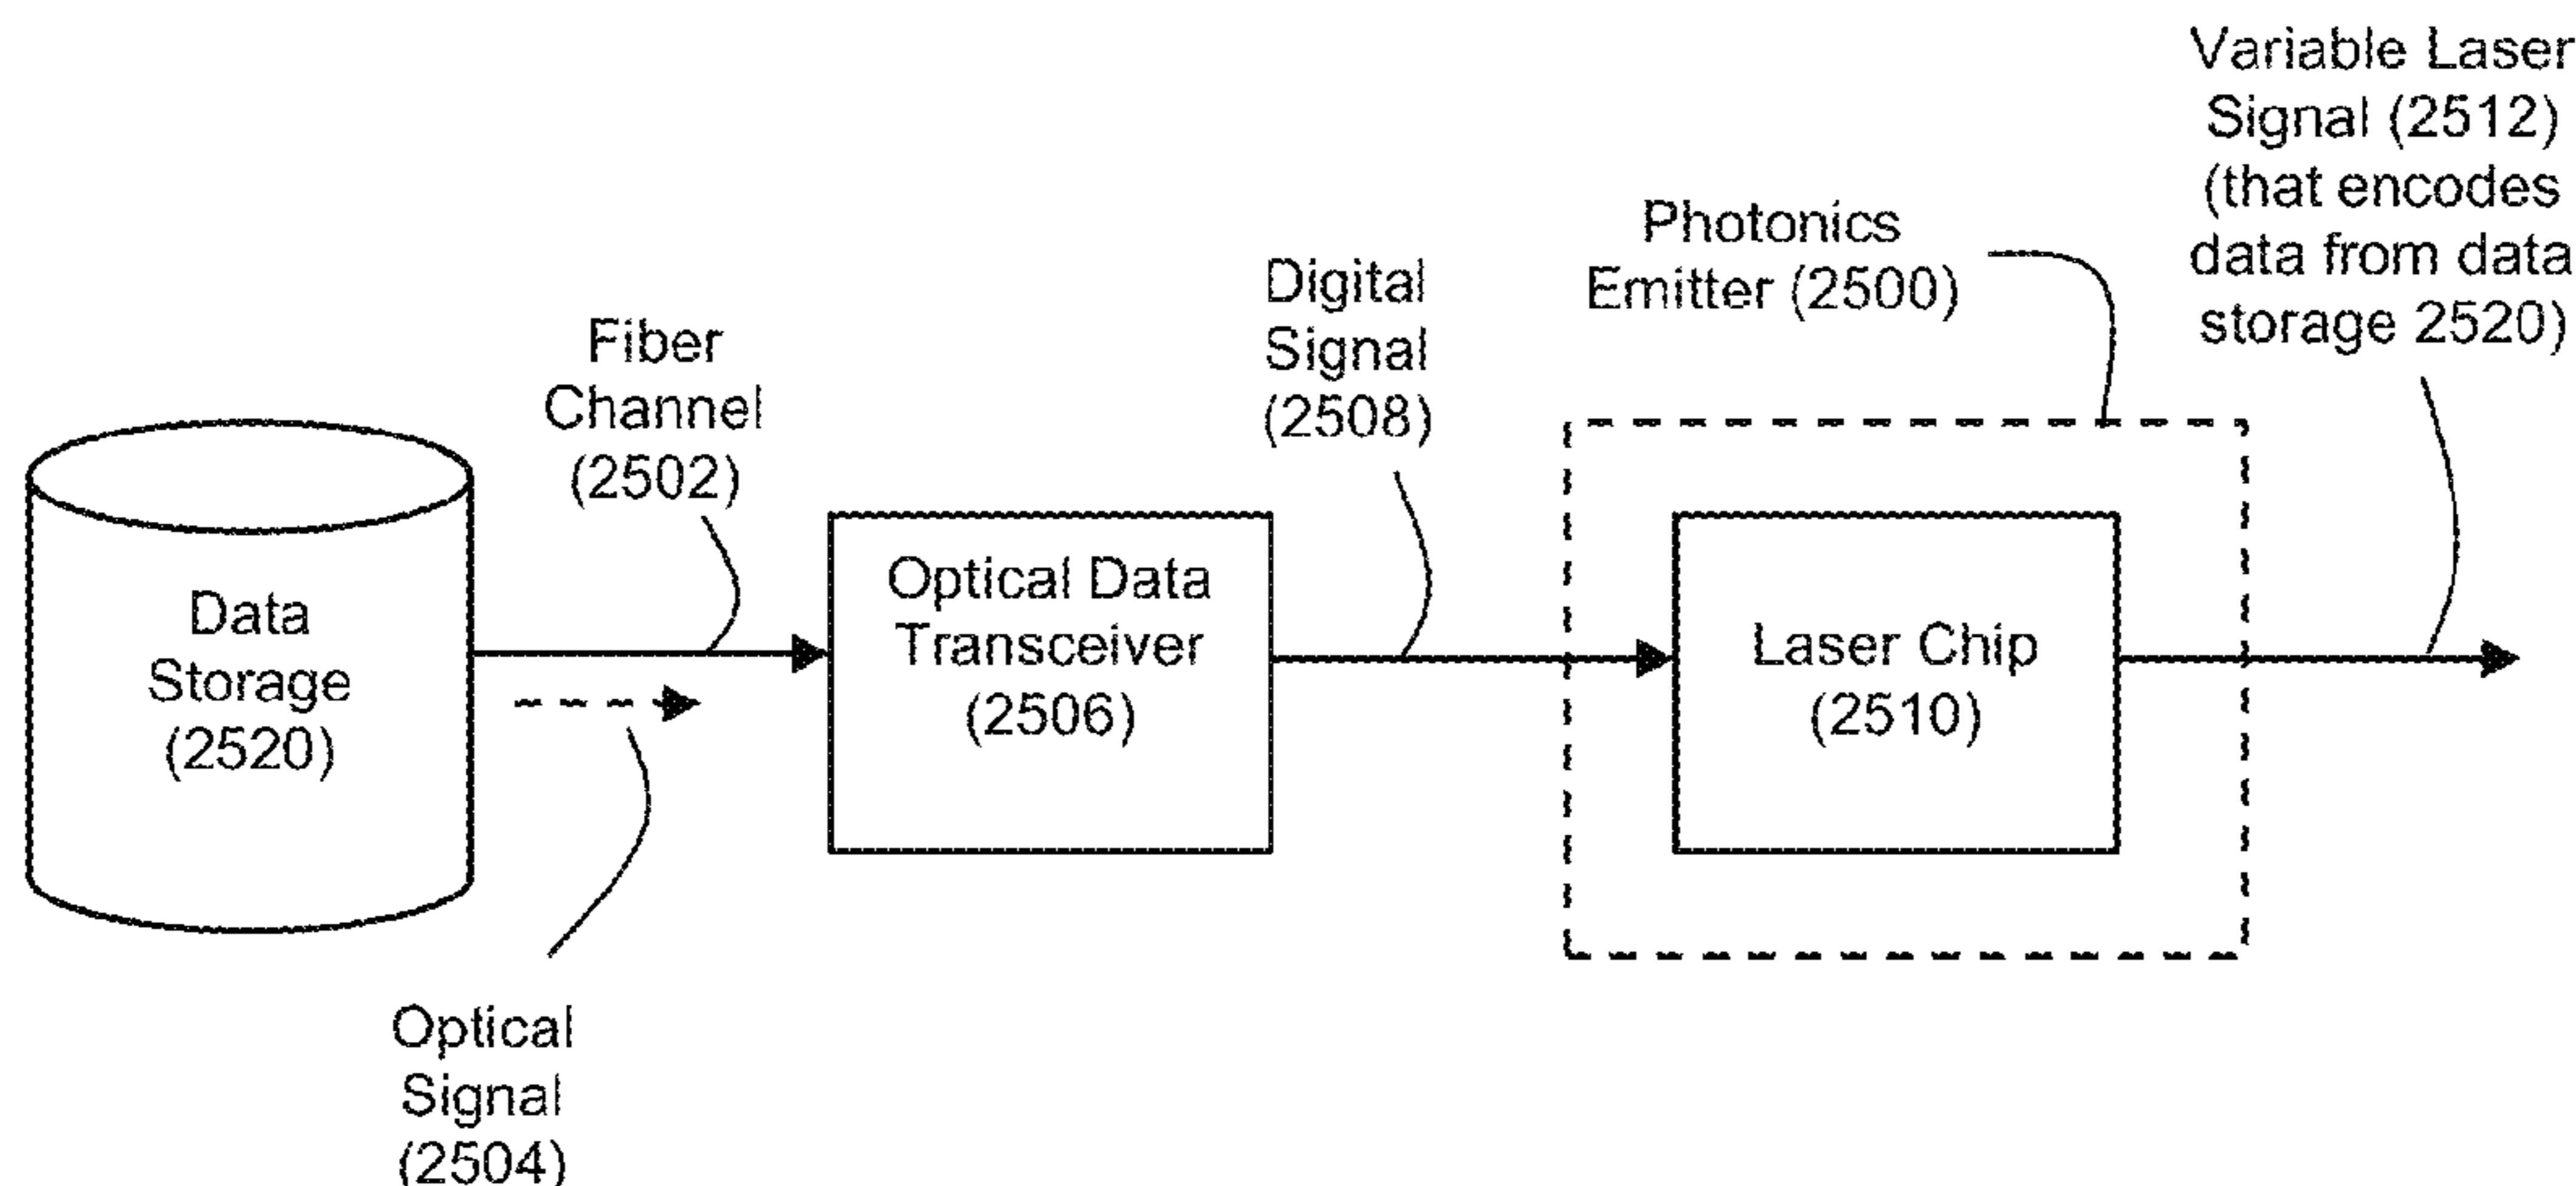 Variable Laser
Signal (2512)
(that encodes
data from data
storage 2520)
Photonics
Emitter (2500)
Digital
Signal
(2508)
Fiber
Channel
(2502)
Data
Storage
(2520)
Optical Data
Transceiver
(2506)
Laser Chip
(2510)
Optical
Signal
(2504)